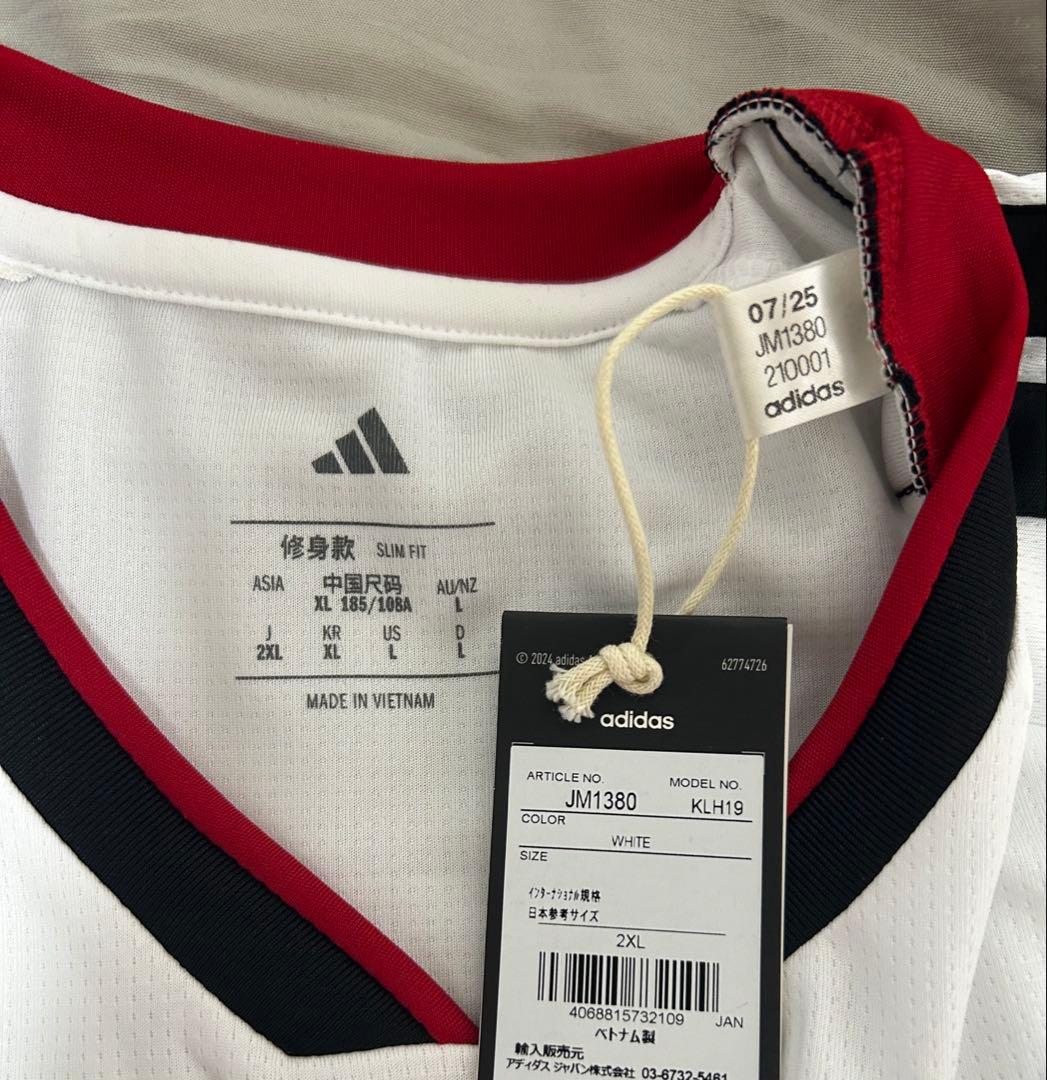 07/25
JM1380
210001
adidas
修身款 SLIM FIT
ASIA 中国尺码 AU/NZ
XL 185/108A L
J KR US D
2XL XL L L
MADE IN VIETNAM
© 2024 adidas
62774726
adidas
ARTICLE NO. MODEL NO.
JM1380 KLH19
COLOR
WHITE
SIZE
インターナショナル規格
日本参考サイズ
2XL
4068815732109 JAN
ベトナム製
輸入販売元
アディダス ジャパン株式会社 03-6732-5461